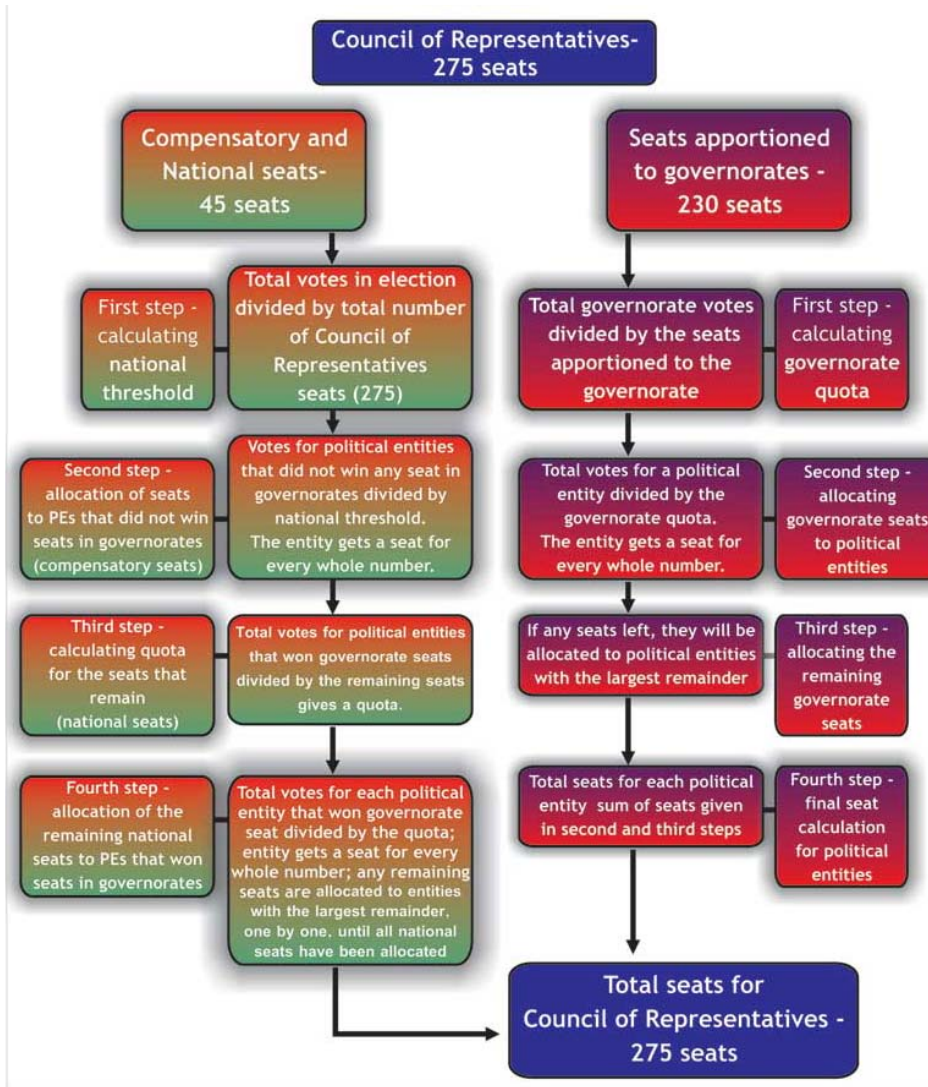 Council of Representatives-
275 seats
Compensatory and
National seats-
45 seats
Seats apportioned
to governorates -
230 seats
First step -
calculating
national
threshold
Total votes in election
divided by total number
of Council of
Representatives
seats (275)
Total governorate votes
divided by the seats
apportioned to the
governorate
First step -
calculating
governorate
quota
Second step -
allocation of seats
to PEs that did not win
seats in governorates
(compensatory seats)
Votes for political entities
that did not win any seat in
governorates divided by
national threshold.
The entity gets a seat for
every whole number.
Total votes for a political
entity divided by the
governorate quota.
The entity gets a seat for
every whole number.
Second step -
allocating
governorate seats
to political
entities
Third step -
calculating quota
for the seats that
remain
(national seats)
Total votes for political entities
that won governorate seats
divided by the remaining seats
gives a quota.
If any seats left, they will be
allocated to political entities
with the largest remainder
Third step -
allocating the
remaining
governorate
seats
Fourth step -
allocation of the
remaining national
seats to PEs that won
seats in governorates
Total votes for each political
entity that won governorate
seat divided by the quota;
entity gets a seat for every
whole number; any remaining
seats are allocated to entities
with the largest remainder,
one by one, until all national
seats have been allocated
Total seats for each political
entity sum of seats given
in second and third steps
Fourth step -
final seat
calculation
for political
entities
Total seats for
Council of Representatives -
275 seats